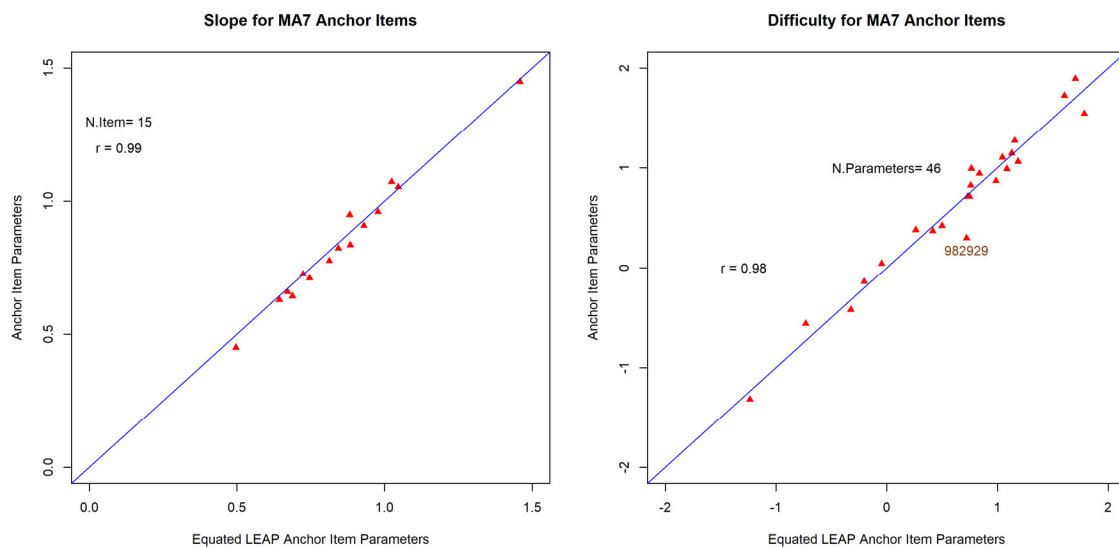 Slope for MA7 Anchor Items
1.5
1.0
0.5
0.0
Anchor Item Parameters
N.Item= 15
r = 0.99
0.0 0.5 1.0 1.5
Equated LEAP Anchor Item Parameters
Difficulty for MA7 Anchor Items
2
1
0
-1
-2
Anchor Item Parameters
N.Parameters= 46
982929
r = 0.98
-2 -1 0 1 2
Equated LEAP Anchor Item Parameters